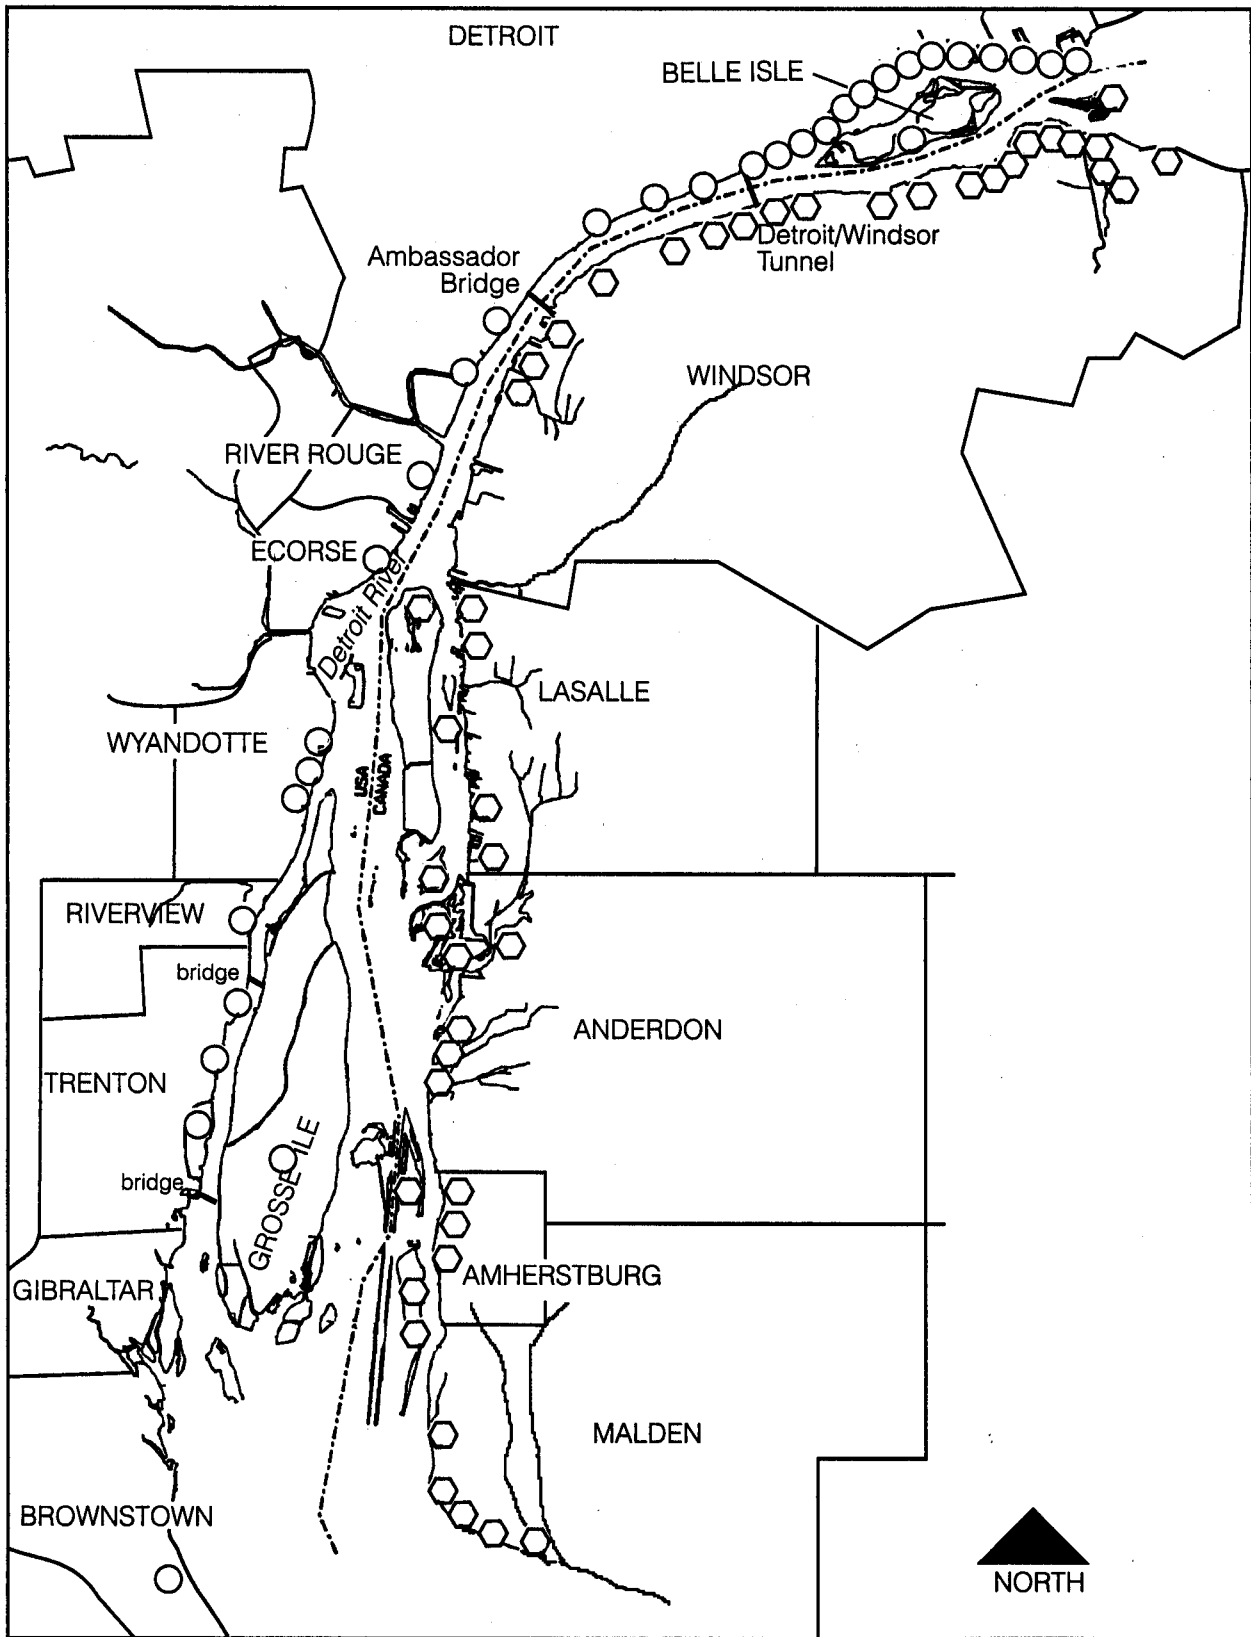 DETROIT
BELLE ISLE
Ambassador
Bridge
Detroit/Windsor
Tunnel
WINDSOR
RIVER ROUGE
ECORSE
Detroit River
LASALLE
WYANDOTTE
USA
CANADA
RIVERVIEW
bridge
ANDERDON
TRENTON
bridge
GROSSE ILE
GIBRALTAR
AMHERSTBURG
MALDEN
BROWNSTOWN
NORTH